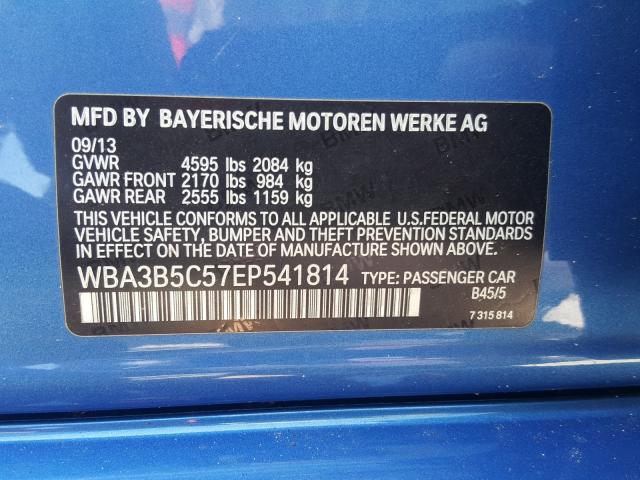 MFD BY BAYERISCHE MOTOREN WERKE AG
09/13
GVWR 4595 lbs 2084 kg
GAWR FRONT 2170 lbs 984 kg
GAWR REAR 2555 lbs 1159 kg
THIS VEHICLE CONFORMS TO ALL APPLICABLE U.S.FEDERAL MOTOR
VEHICLE SAFETY, BUMPER AND THEFT PREVENTION STANDARDS
IN EFFECT ON THE DATE OF MANUFACTURE SHOWN ABOVE.
WBA3B5C57EP541814 TYPE: PASSENGER CAR
B45/5
7 315 814